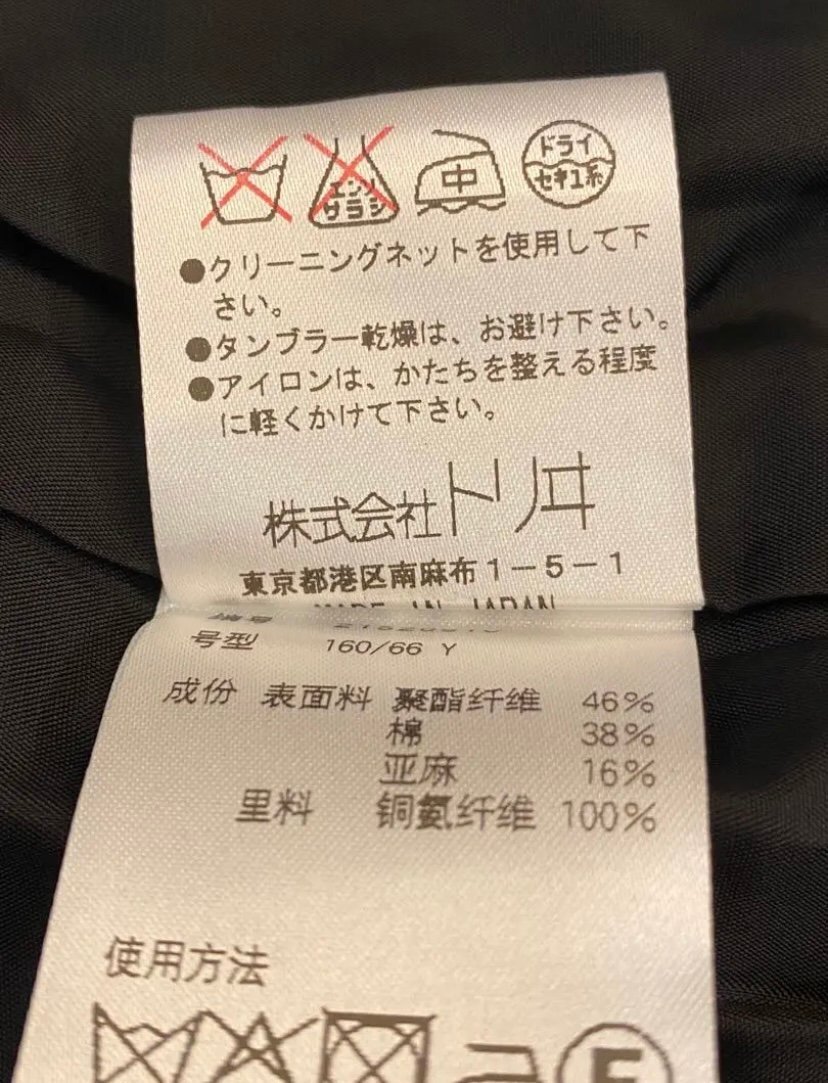 エンソ
サラシ
中
ドライ
セキユ系
●クリーニングネットを使用して下
さい。
●タンブラー乾燥は、お避け下さい。
●アイロンは、かたちを整える程度
に軽くかけて下さい。
株式会社トリヰ
東京都港区南麻布1-5-1
MADE IN JAPAN
号型 160/66 Y
成份 表面料 聚酯纤维 46%
棉 38%
亚麻 16%
里料 铜氨纤维 100%
使用方法